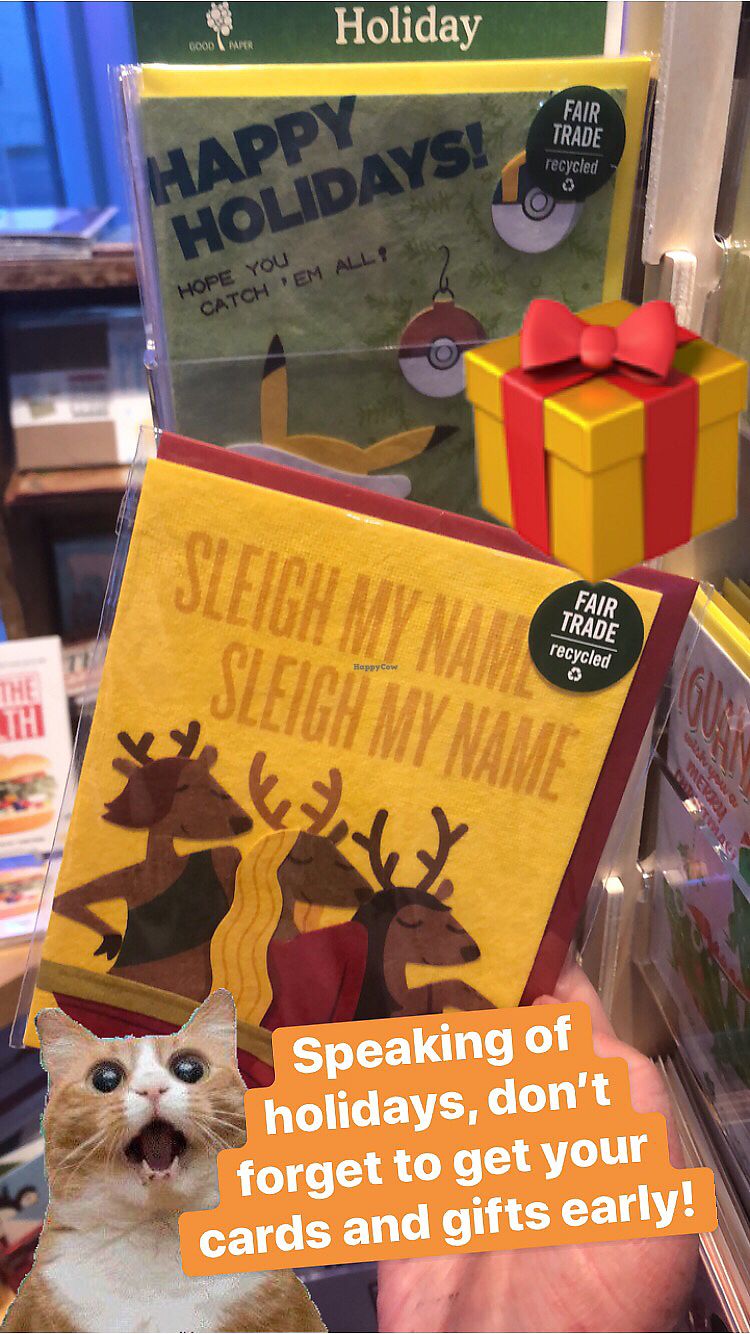 GOOD PAPER
Holiday
FAIR
TRADE
recycled
HAPPY
HOLIDAYS!
HOPE YOU
CATCH 'EM ALL!
FAIR
TRADE
recycled
SLEIGH MY NAME
SLEIGH MY NAME
HappyCow
THE
Speaking of
holidays, don't
forget to get your
cards and gifts early!